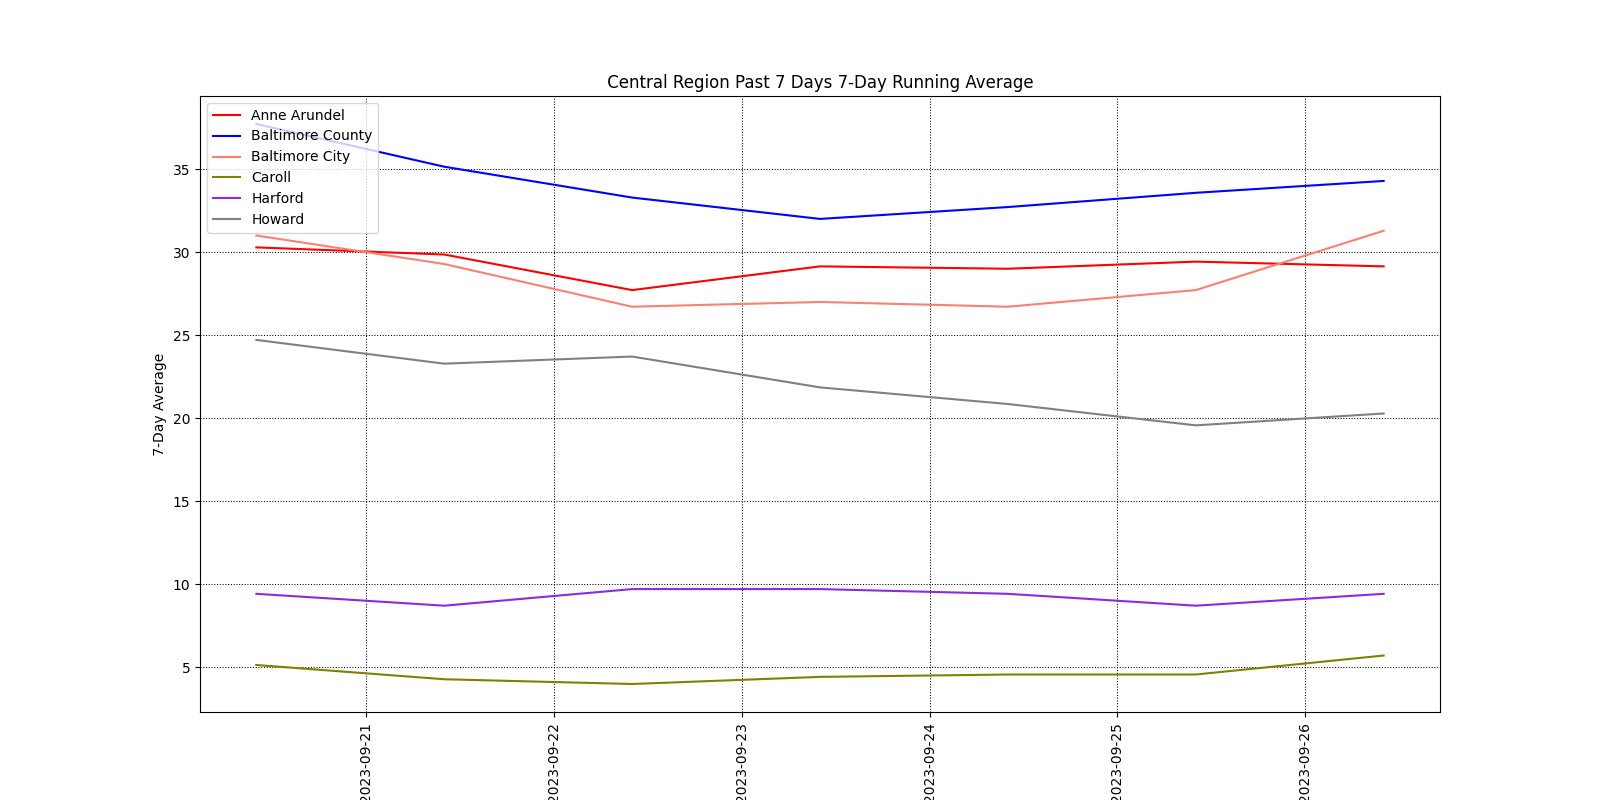 Central Region Past 7 Days 7-Day Running Average
Anne Arundel
Baltimore County
Baltimore City
Caroll
Harford
Howard
7-Day Average
35
30
25
20
15
10
5
2023-09-21
2023-09-22
2023-09-23
2023-09-24
2023-09-25
2023-09-26